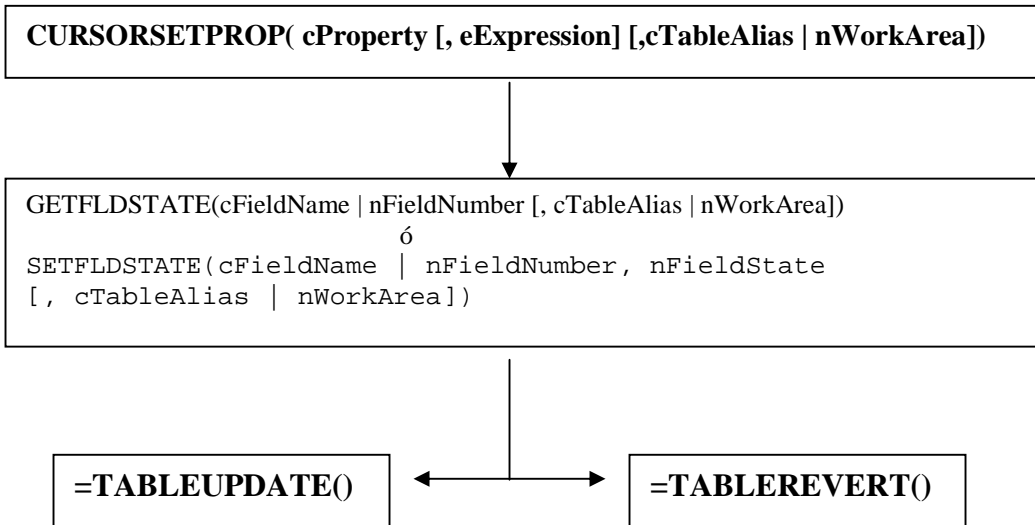 CURSORSETPROP( cProperty [, eExpression] [,cTableAlias | nWorkArea])
GETFLDSTATE(cFieldName | nFieldNumber [, cTableAlias | nWorkArea])
ó
SETFLDSTATE(cFieldName | nFieldNumber, nFieldState
[, cTableAlias | nWorkArea])
=TABLEUPDATE()
=TABLEREVERT()